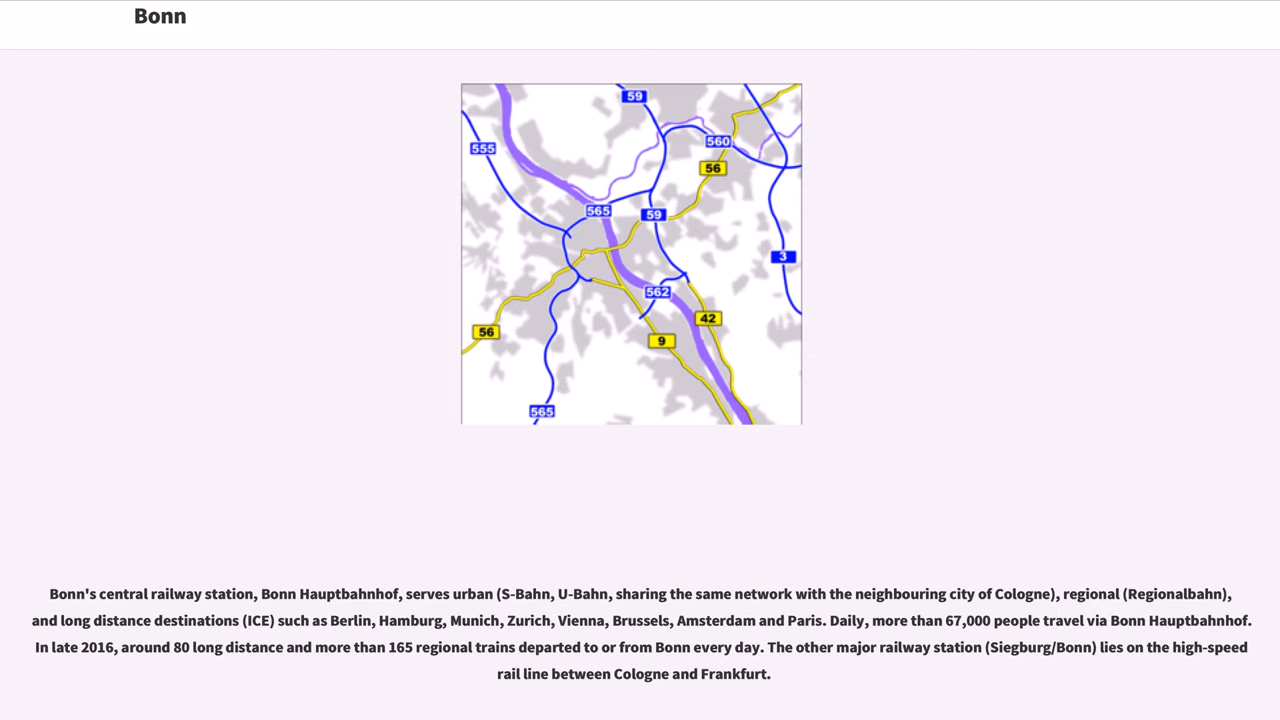 Bonn
59
555
560
56
565
59
3
562
42
56
9
565
Bonn's central railway station, Bonn Hauptbahnhof, serves urban (S-Bahn, U-Bahn, sharing the same network with the neighbouring city of Cologne), regional (Regionalbahn),
and long distance destinations (ICE) such as Berlin, Hamburg, Munich, Zurich, Vienna, Brussels, Amsterdam and Paris. Daily, more than 67,000 people travel via Bonn Hauptbahnhof.
In late 2016, around 80 long distance and more than 165 regional trains departed to or from Bonn every day. The other major railway station (Siegburg/Bonn) lies on the high-speed
rail line between Cologne and Frankfurt.